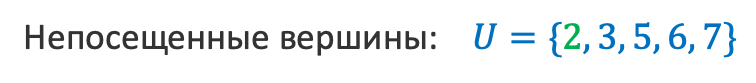 Непосещенные вершины: U = {2, 3, 5, 6, 7}